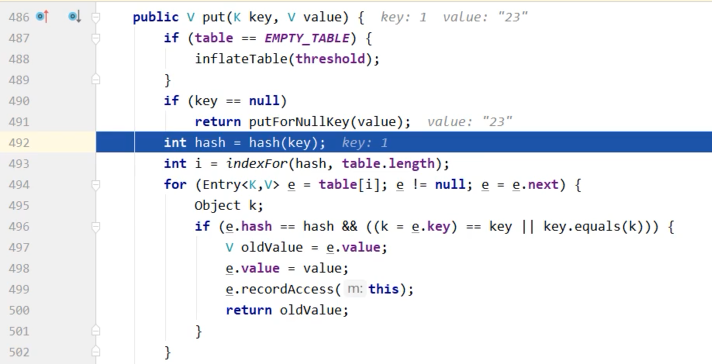 486 public V put(K key, V value) { key: 1 value: "23"
487 if (table == EMPTY_TABLE) {
488 inflateTable(threshold);
489 }
490 if (key == null)
491 return putForNullKey(value); value: "23"
492 int hash = hash(key); key: 1
493 int i = indexFor(hash, table.length);
494 for (Entry<K,V> e = table[i]; e != null; e = e.next) {
495 Object k;
496 if (e.hash == hash && ((k = e.key) == key || key.equals(k))) {
497 V oldValue = e.value;
498 e.value = value;
499 e.recordAccess( m: this);
500 return oldValue;
501 }
502 }